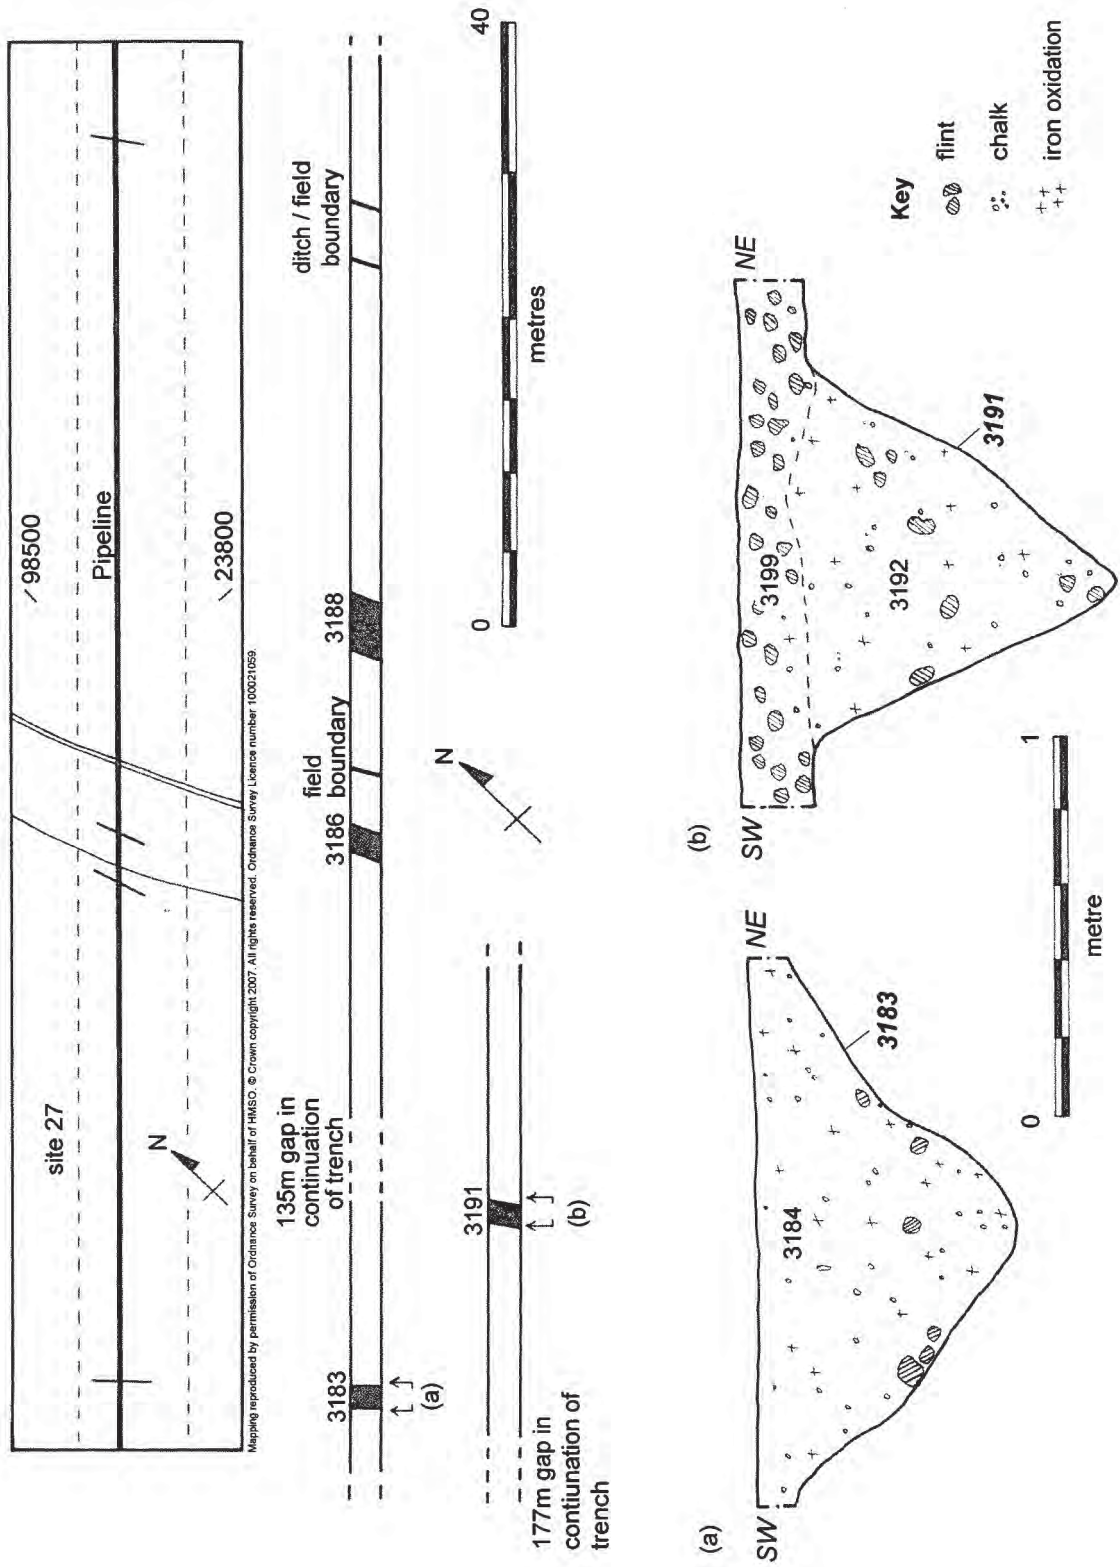 site 27
98500
Pipeline
23800
N
Mapping reproduced by permission of Ordnance Survey on behalf of HMSO. © Crown copyright 2007. All rights reserved. Ordnance Survey Licence number 100021059.
3183
(a)
135m gap in
continuation
of trench
3186
field
boundary
3188
ditch / field
boundary
177m gap in
contiunation of
trench
3191
(b)
N
0
40
metres
(a)
SW
NE
3184
3183
(b)
SW
NE
3199
3192
3191
0
1
metre
Key
flint
chalk
iron oxidation